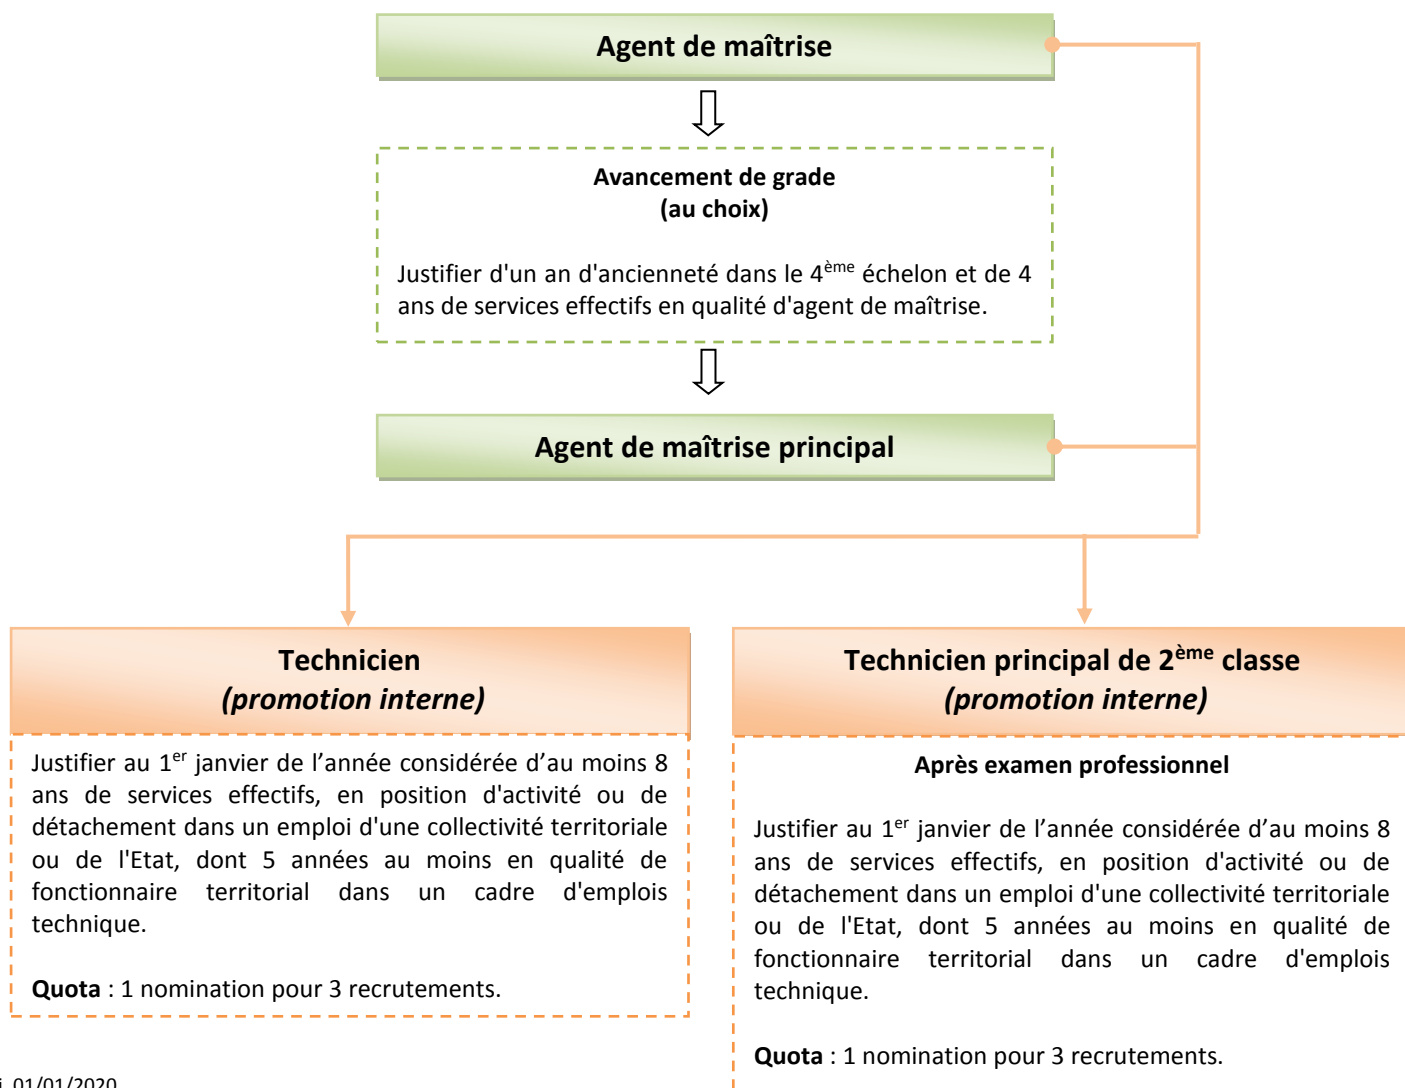 Agent de maîtrise
Avancement de grade
(au choix)
Justifier d'un an d'ancienneté dans le 4ème échelon et de 4
ans de services effectifs en qualité d'agent de maîtrise.
Agent de maîtrise principal
Technicien
(promotion interne)
Justifier au 1er janvier de l’année considérée d’au moins 8
ans de services effectifs, en position d'activité ou de
détachement dans un emploi d'une collectivité territoriale
ou de l'Etat, dont 5 années au moins en qualité de
fonctionnaire territorial dans un cadre d'emplois
technique.
Quota : 1 nomination pour 3 recrutements.
Technicien principal de 2ème classe
(promotion interne)
Après examen professionnel
Justifier au 1er janvier de l’année considérée d’au moins 8
ans de services effectifs, en position d'activité ou de
détachement dans un emploi d'une collectivité territoriale
ou de l'Etat, dont 5 années au moins en qualité de
fonctionnaire territorial dans un cadre d'emplois
technique.
Quota : 1 nomination pour 3 recrutements.
01/01/2020